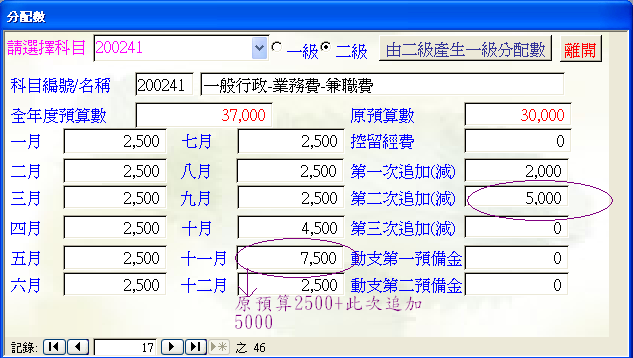 分配數
請選擇科目 200241 一級 二級 由二級產生一級分配數 離開
科目編號/名稱 200241 一般行政-業務費-兼職費
全年度預算數 37,000 原預算數 30,000
一月 2,500 七月 2,500 控留經費 0
二月 2,500 八月 2,500 第一次追加(減) 2,000
三月 2,500 九月 2,500 第二次追加(減) 5,000
四月 2,500 十月 4,500 第三次追加(減) 0
五月 2,500 十一月 7,500 動支第一預備金 0
六月 2,500 十二月 2,500 動支第二預備金 0
原預算2500+此次追加
5000
記錄: 17 之 46